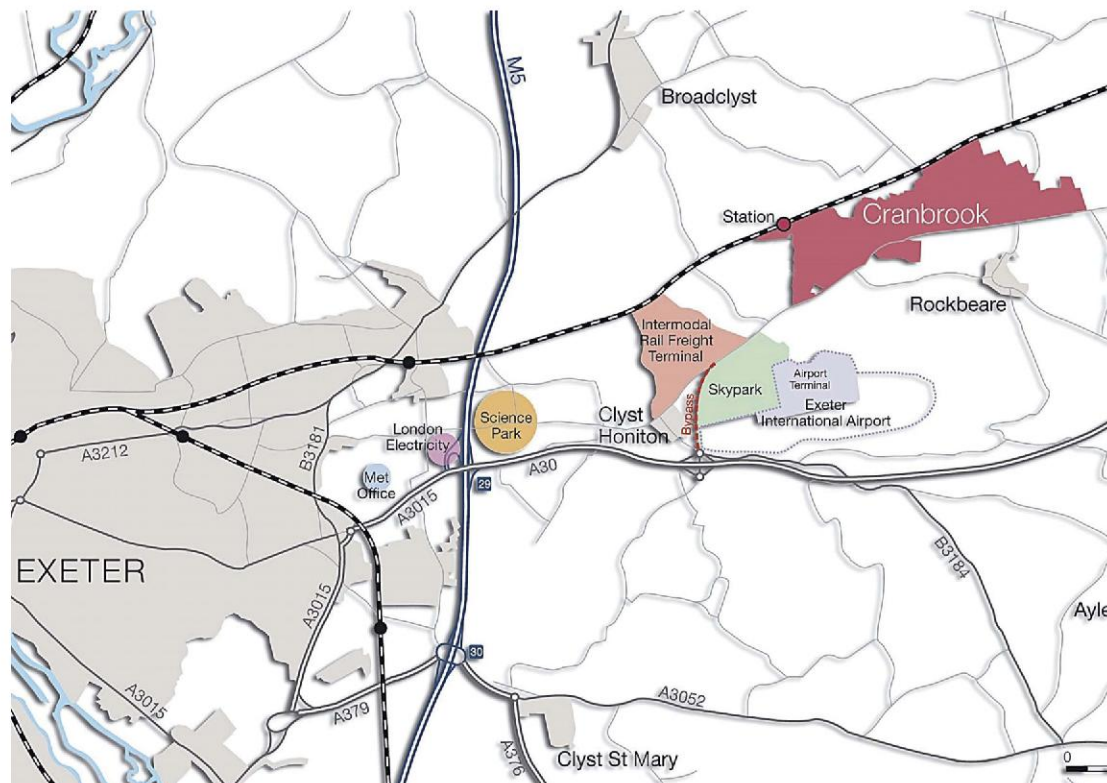 M5
Broadclyst
Station
Cranbrook
Rockbeare
Intermodal
Rail Freight
Terminal
Skypark
Airport
Terminal
Exeter
International Airport
Bypass
Clyst
Honiton
Science
Park
London
Electricity
Met
Office
B3181
A3212
A3015
A30
29
EXETER
A3015
B3184
Ayle
30
A3015
A379
A3052
A376
Clyst St Mary
0